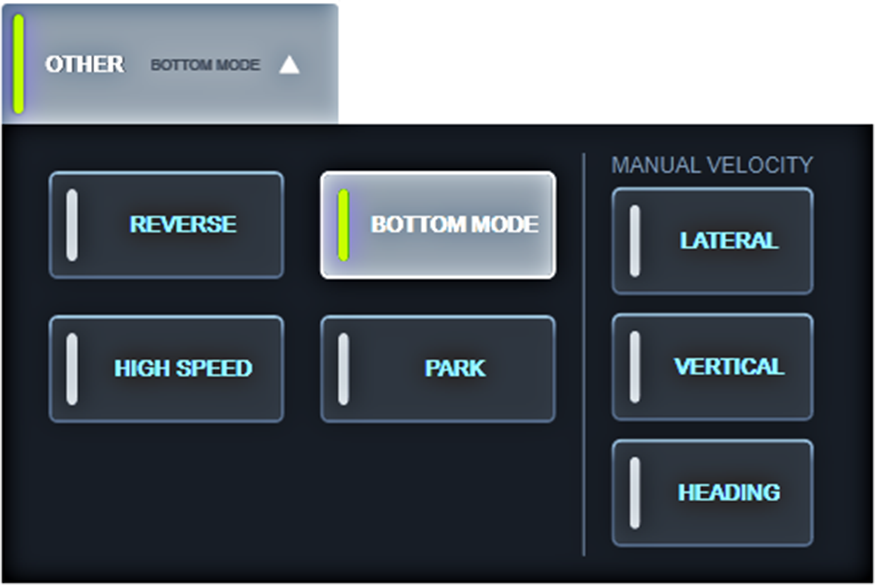 OTHER BOTTOM MODE
REVERSE
BOTTOM MODE
HIGH SPEED
PARK
MANUAL VELOCITY
LATERAL
VERTICAL
HEADING